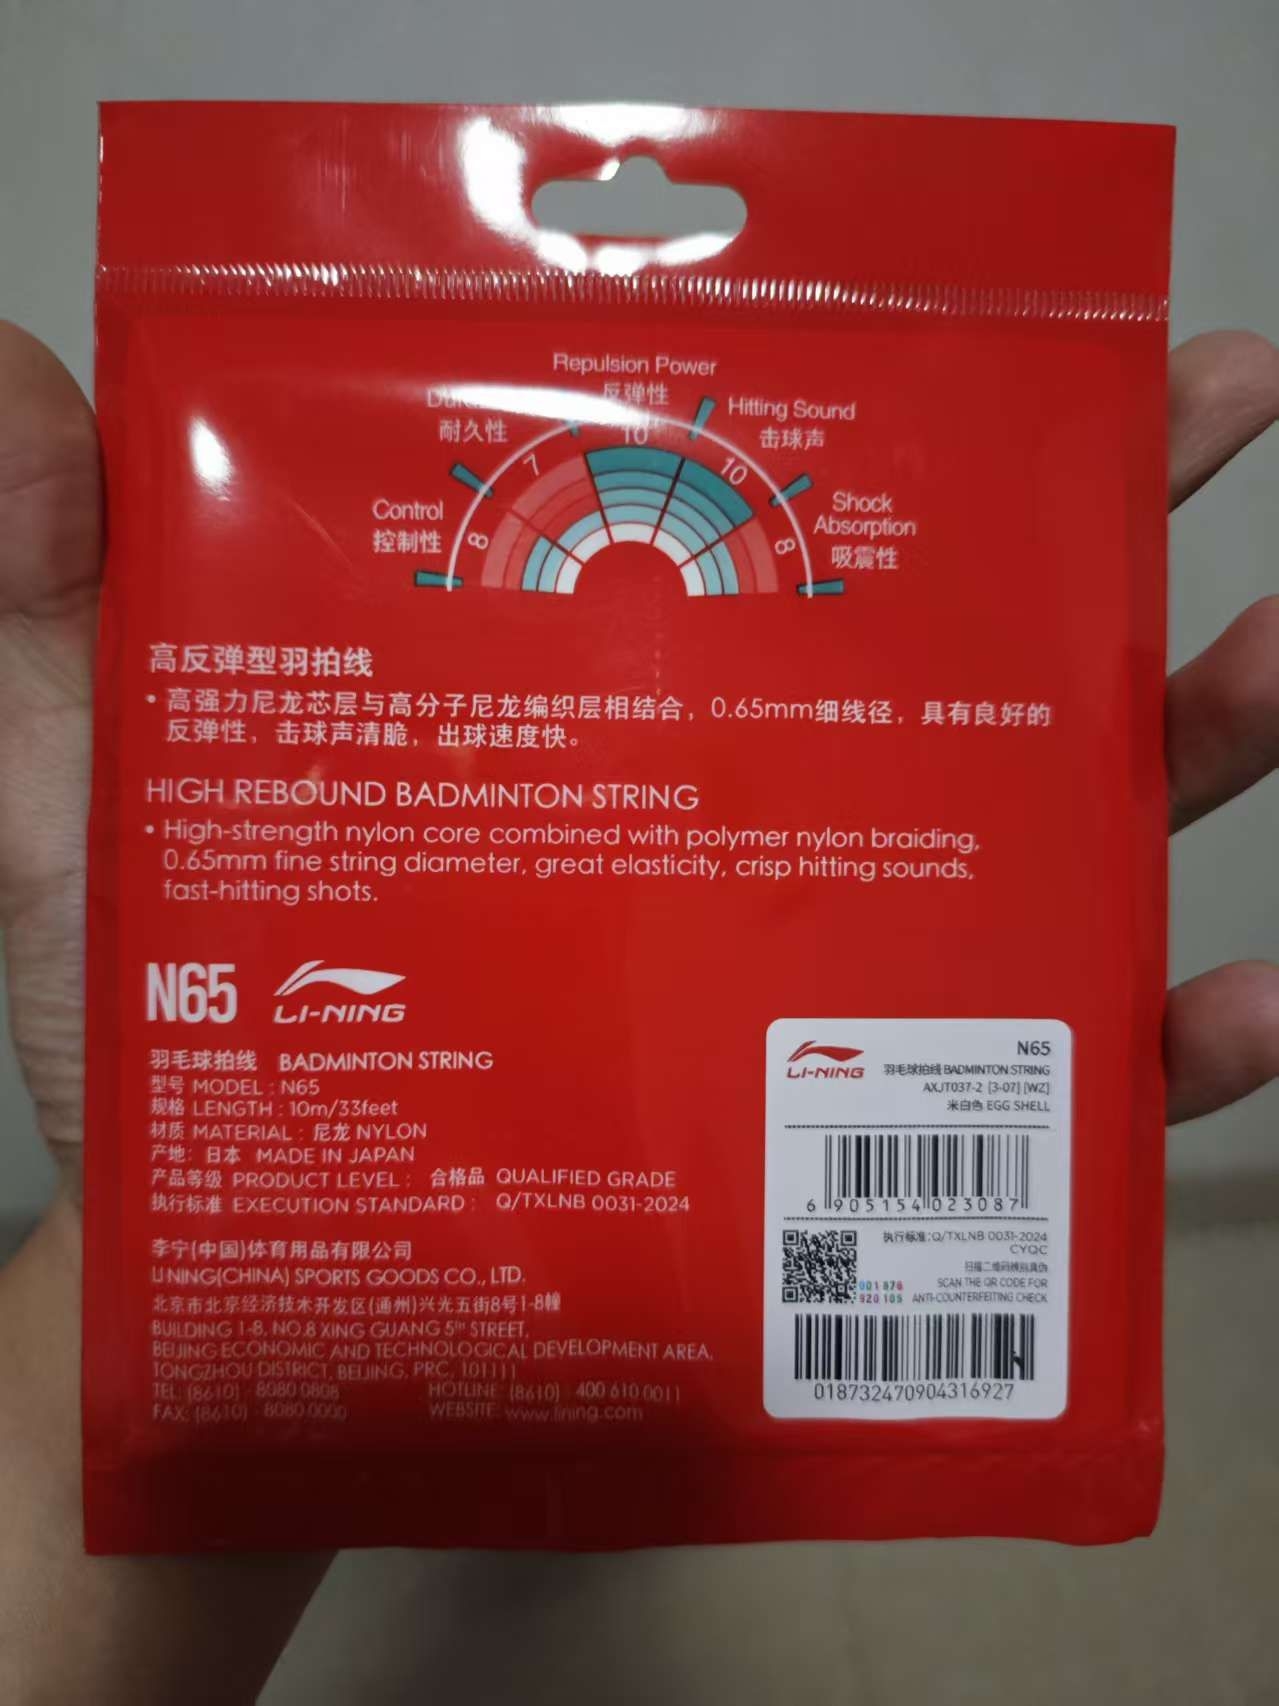 Repulsion Power
反弹性
耐久性
Hitting Sound
击球声
Control
控制性
Shock
Absorption
吸震性
8
7
10
10
8
高反弹型羽拍线
• 高强力尼龙芯层与高分子尼龙编织层相结合，0.65mm细线径，具有良好的
反弹性，击球声清脆，出球速度快。
HIGH REBOUND BADMINTON STRING
• High-strength nylon core combined with polymer nylon braiding,
0.65mm fine string diameter, great elasticity, crisp hitting sounds,
fast-hitting shots.
N65 LI-NING
羽毛球拍线 BADMINTON STRING
型号 MODEL : N65
规格 LENGTH : 10m/33feet
材质 MATERIAL : 尼龙 NYLON
产地: 日本 MADE IN JAPAN
产品等级 PRODUCT LEVEL : 合格品 QUALIFIED GRADE
执行标准 EXECUTION STANDARD : Q/TXLNB 0031-2024
李宁(中国)体育用品有限公司
LI NING(CHINA) SPORTS GOODS CO., LTD.
北京市北京经济技术开发区(通州)兴光五街8号1-8幢
BUILDING 1-8, NO.8 XING GUANG 5TH STREET,
BEIJING ECONOMIC AND TECHNOLOGICAL DEVELOPMENT AREA,
TONGZHOU DISTRICT, BEIJING, PRC, 101111
TEL: (8610) - 8080 0808 HOTLINE: (8610) - 400 610 0011
FAX: (8610) - 8080 0000 WEBSITE: www.lining.com
LI-NING
N65
羽毛球拍线 BADMINTON STRING
AXJT037-2 [3-07] [WZ]
米白色 EGG SHELL
6 905154 023087
执行标准:Q/TXLNB 0031-2024
CYQC
扫描二维码辨别真伪
SCAN THE QR CODE FOR
ANTI-COUNTERFEITING CHECK
001 876
920 105
018732470904316927